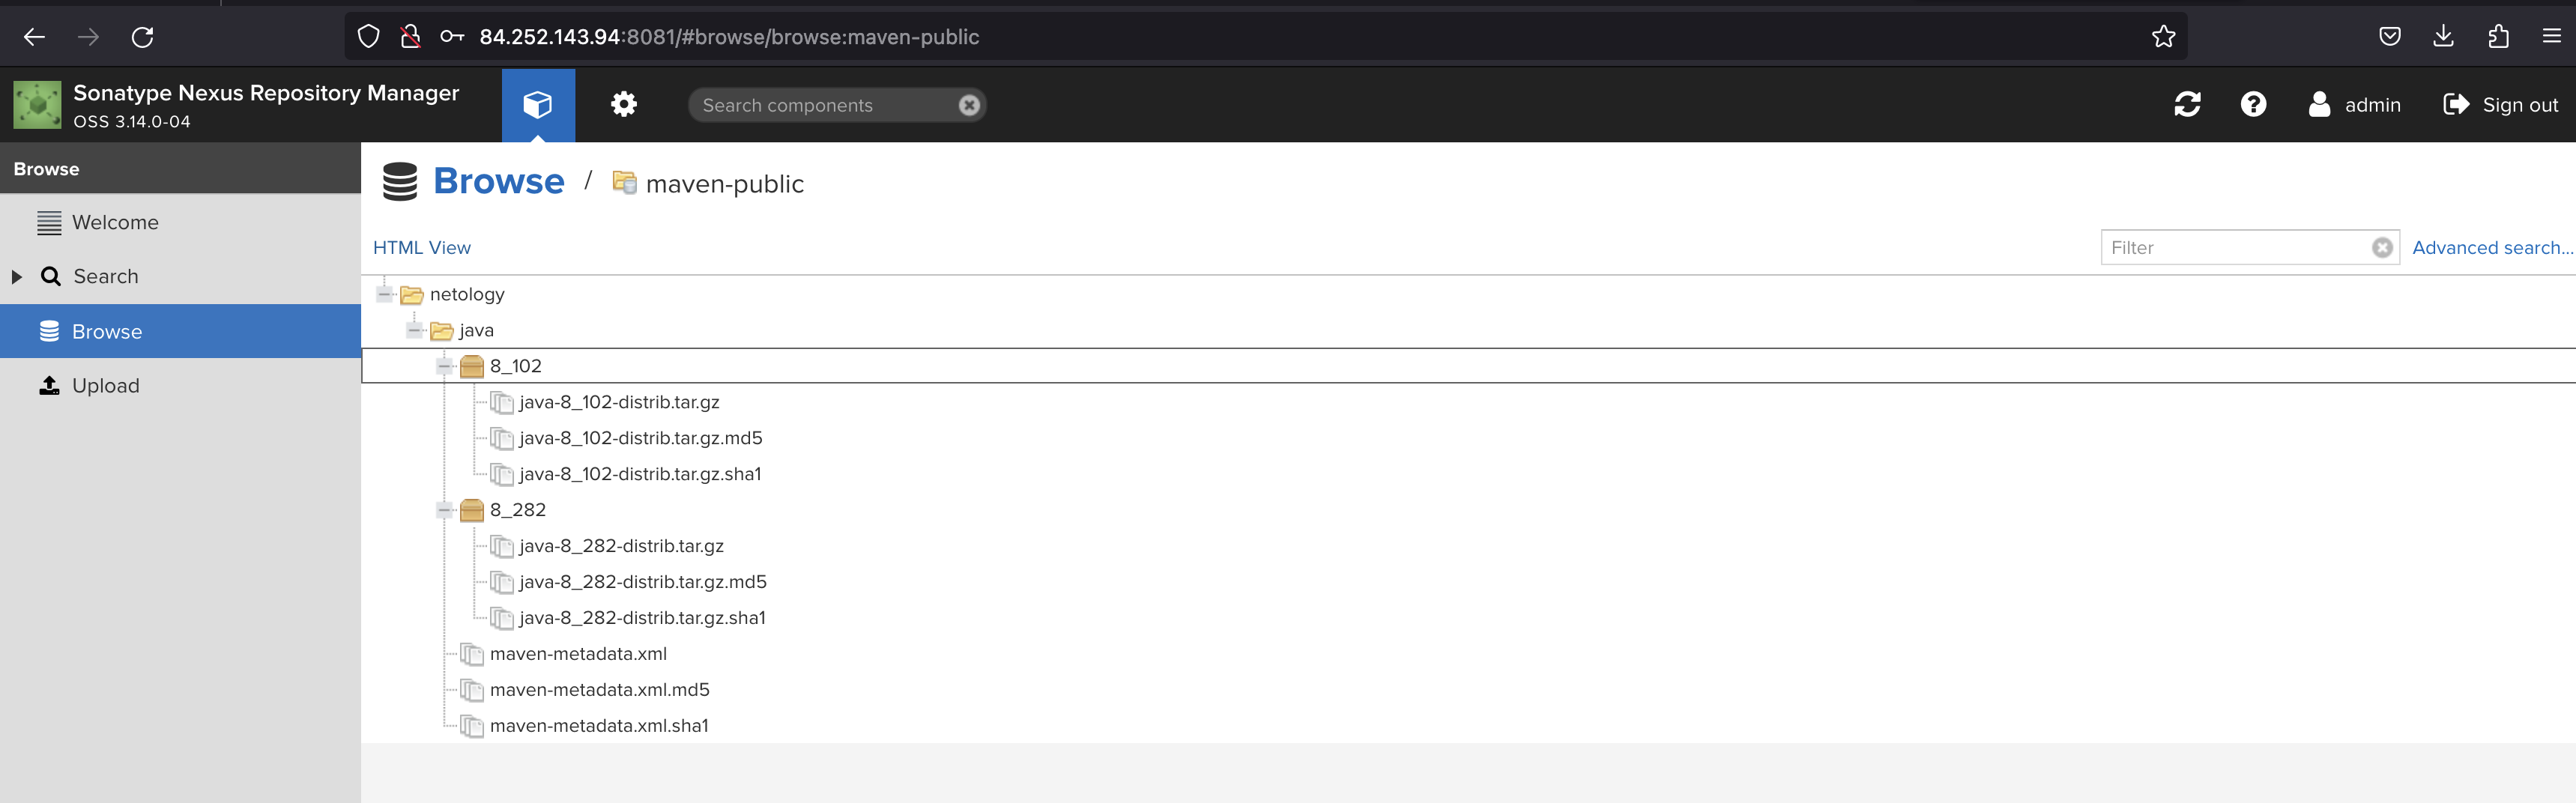 84.252.143.94:8081/#browse/browse:maven-public
Sonatype Nexus Repository Manager
OSS 3.14.0-04
Search components
admin
Sign out
Browse
Welcome
Search
Browse
Upload
Browse / maven-public
HTML View
Filter
Advanced search...
netology
java
8_102
java-8_102-distrib.tar.gz
java-8_102-distrib.tar.gz.md5
java-8_102-distrib.tar.gz.sha1
8_282
java-8_282-distrib.tar.gz
java-8_282-distrib.tar.gz.md5
java-8_282-distrib.tar.gz.sha1
maven-metadata.xml
maven-metadata.xml.md5
maven-metadata.xml.sha1